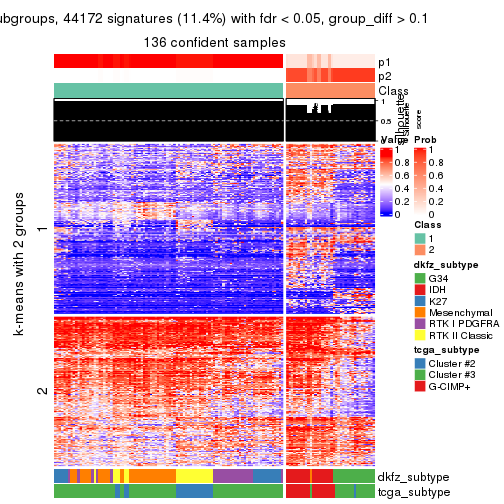 ubgroups, 44172 signatures (11.4%) with fdr < 0.05, group_diff > 0.1
136 confident samples
p1
p2
Class
1
0.5
silhouette
Silhouette
score
k-means with 2 groups
1
2
Value
1
0.8
0.6
0.4
0.2
0
Prob
1
0.8
0.6
0.4
0.2
0
Class
1
2
dkfz_subtype
G34
IDH
K27
Mesenchymal
RTK I PDGFRA
RTK II Classic
tcga_subtype
Cluster #2
Cluster #3
G-CIMP+
dkfz_subtype
tcga_subtype